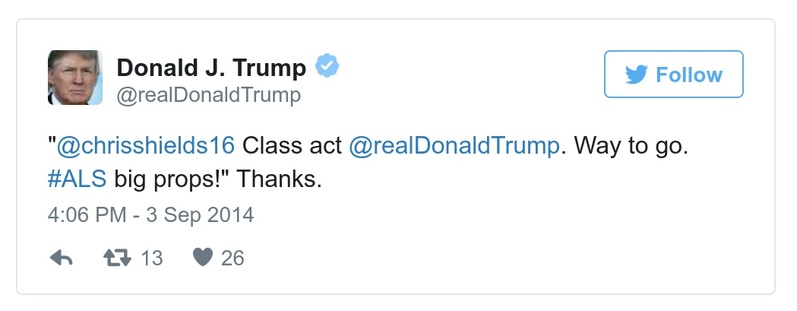 Donald J. Trump
@realDonaldTrump
Follow
"@chrisshields16 Class act @realDonaldTrump. Way to go.
#ALS big props!" Thanks.
4:06 PM - 3 Sep 2014
13 26